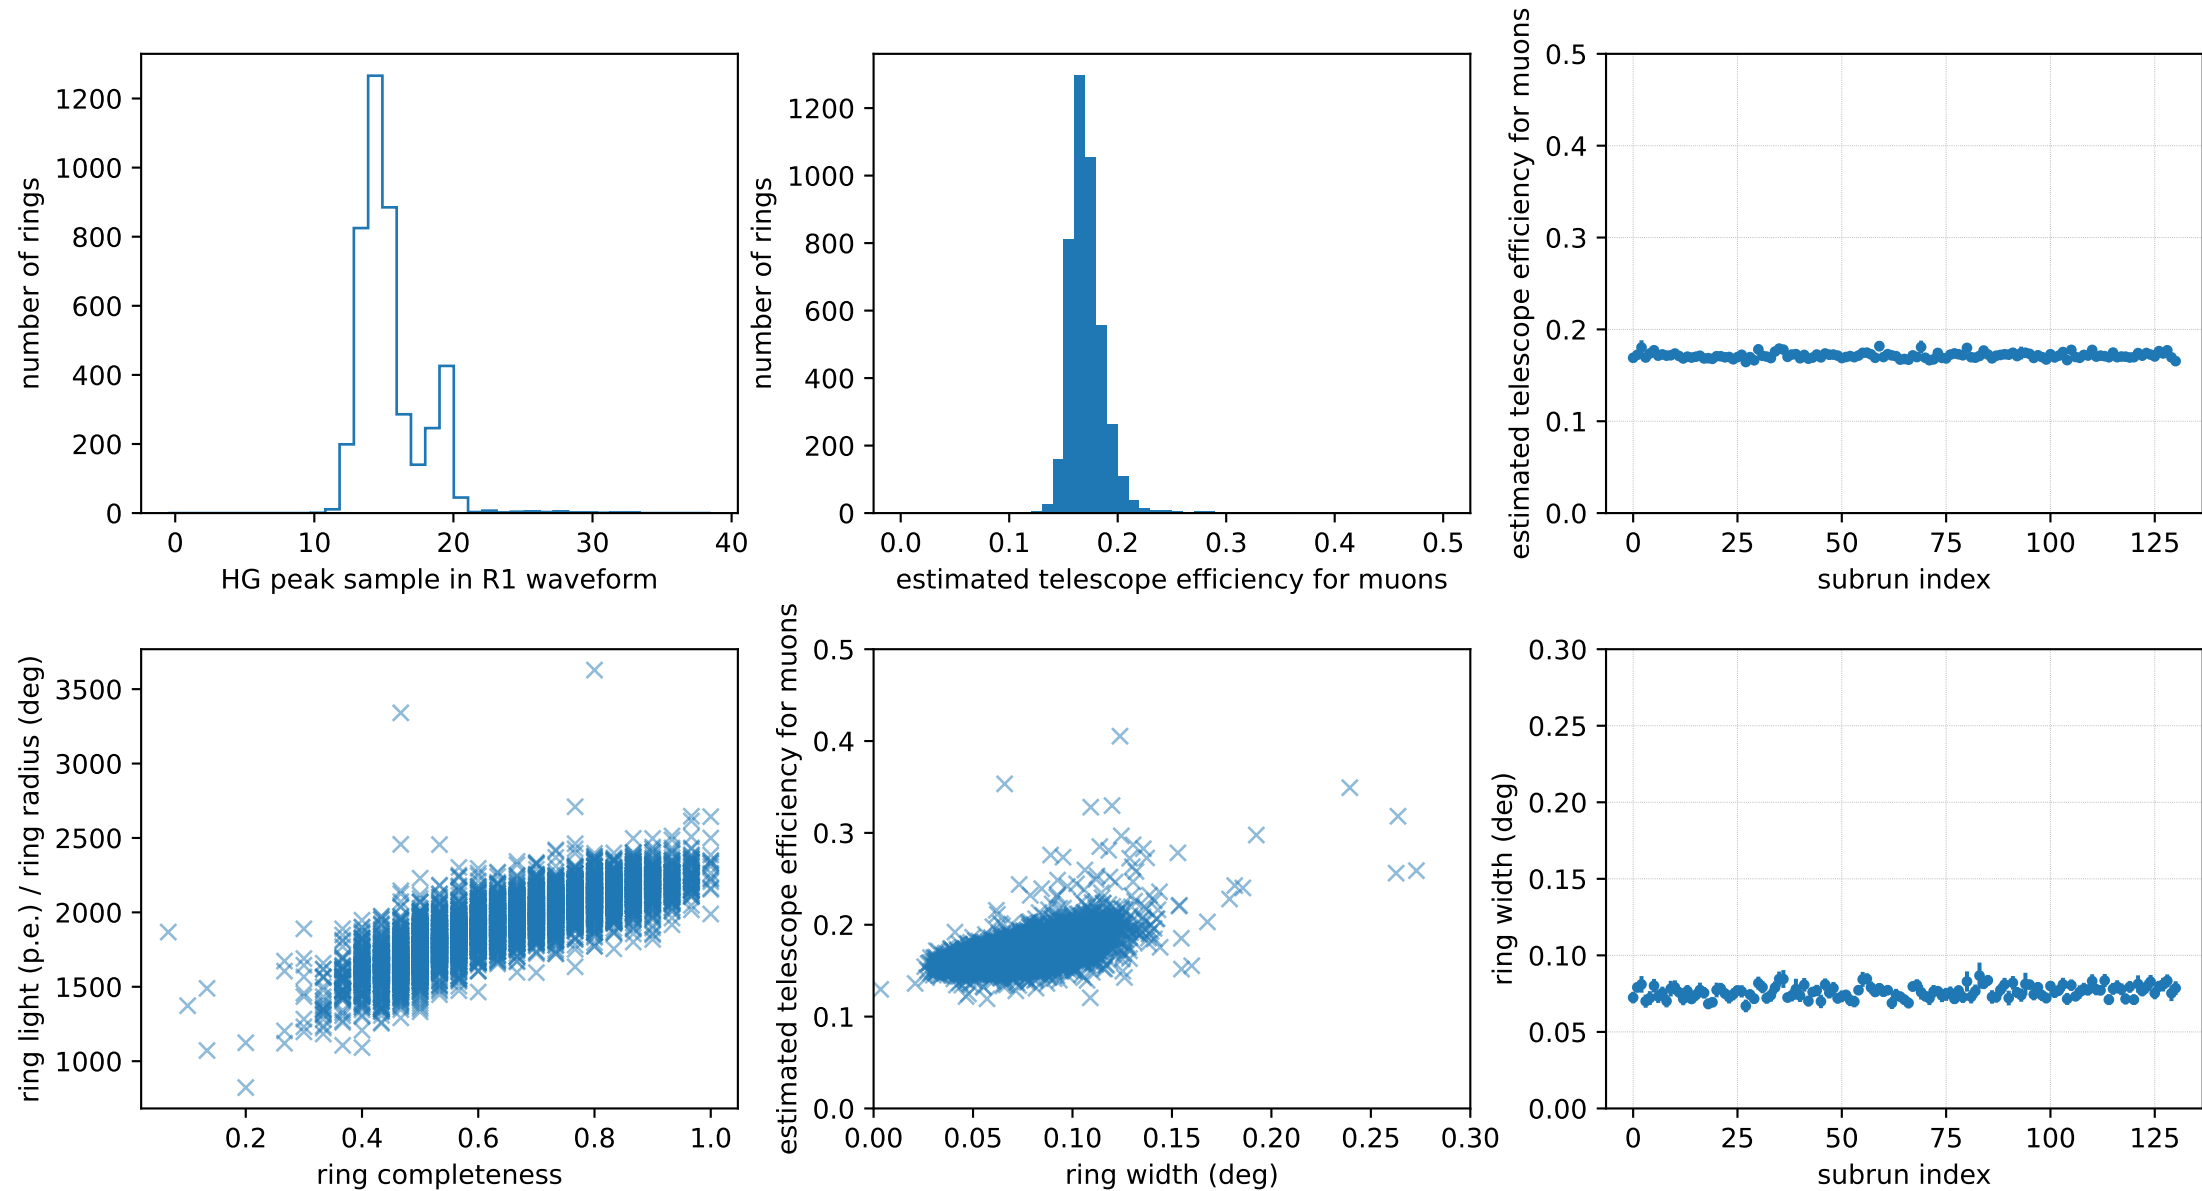 1200
1000
800
600
400
200
0
number of rings
0 10 20 30 40
HG peak sample in R1 waveform
1200
1000
800
600
400
200
0
number of rings
0.0 0.1 0.2 0.3 0.4 0.5
estimated telescope efficiency for muons
0.5
0.4
0.3
0.2
0.1
0.0
estimated telescope efficiency for muons
0 25 50 75 100 125
subrun index
3500
3000
2500
2000
1500
1000
ring light (p.e.) / ring radius (deg)
0.2 0.4 0.6 0.8 1.0
ring completeness
0.5
0.4
0.3
0.2
0.1
0.0
estimated telescope efficiency for muons
0.00 0.05 0.10 0.15 0.20 0.25 0.30
ring width (deg)
0.30
0.25
0.20
0.15
0.10
0.05
0.00
ring width (deg)
0 25 50 75 100 125
subrun index